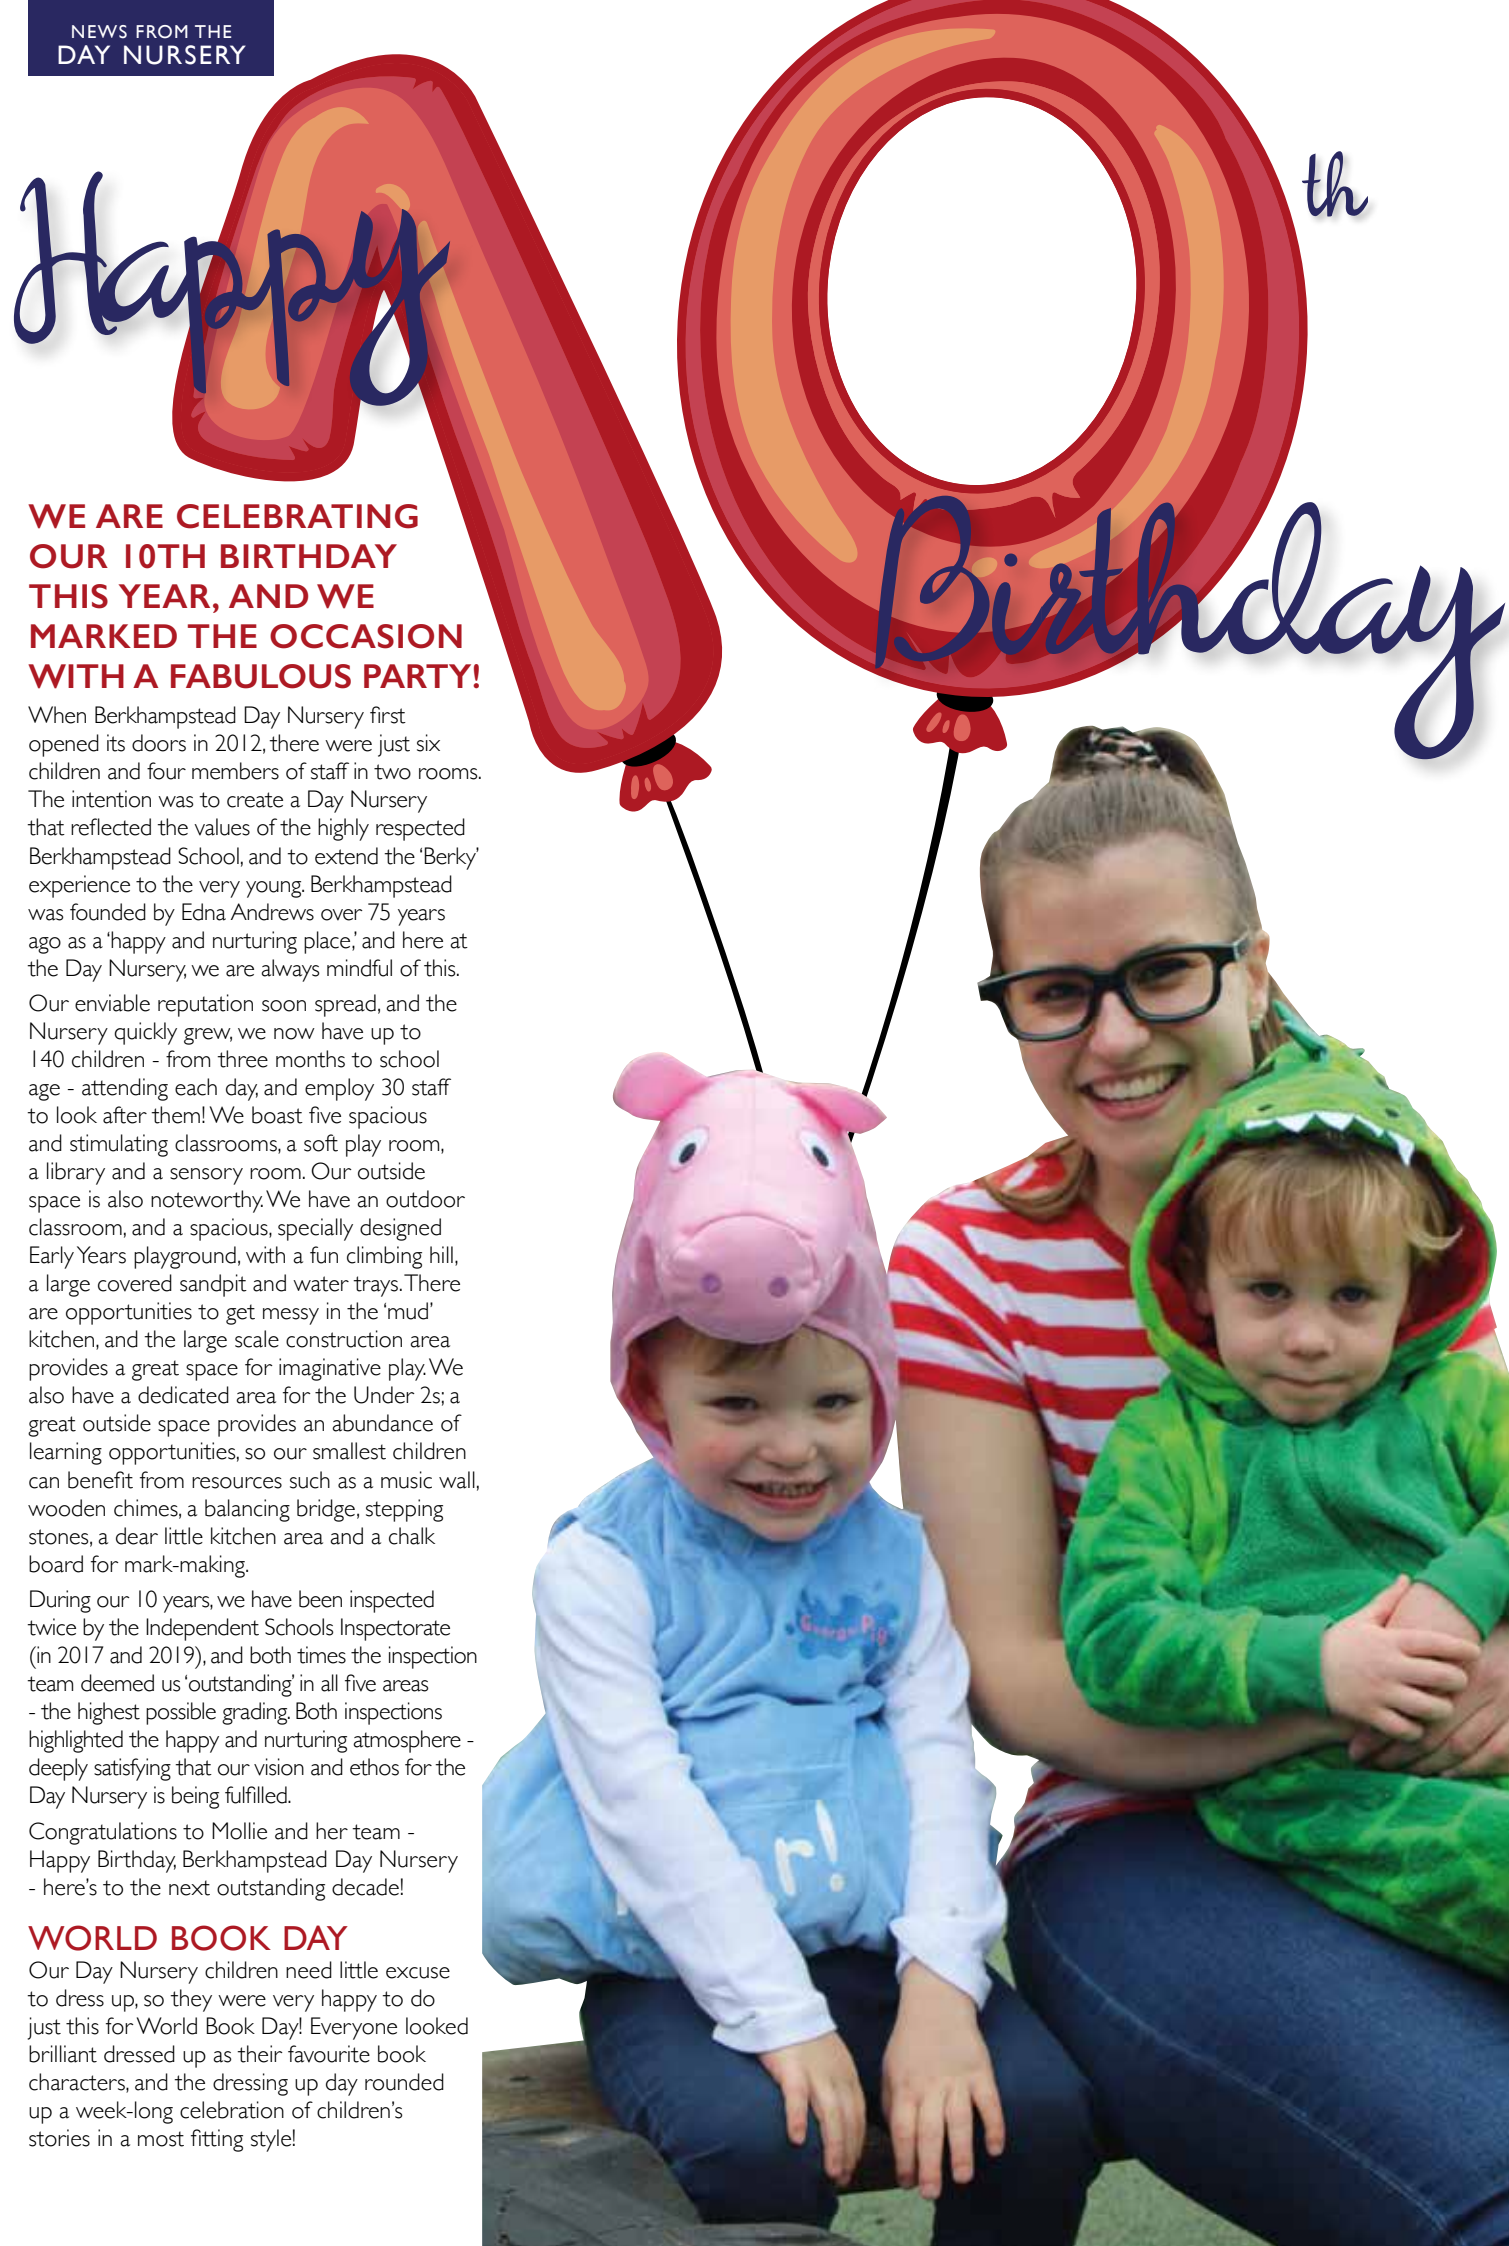 NEWS FROM THE
DAY NURSERY
Happy
10th
Birthday
WE ARE CELEBRATING
OUR 10TH BIRTHDAY
THIS YEAR, AND WE
MARKED THE OCCASION
WITH A FABULOUS PARTY!
When Berkhampstead Day Nursery first
opened its doors in 2012, there were just six
children and four members of staff in two rooms.
The intention was to create a Day Nursery
that reflected the values of the highly respected
Berkhampstead School, and to extend the ‘Berky’
experience to the very young. Berkhampstead
was founded by Edna Andrews over 75 years
ago as a ‘happy and nurturing place,’ and here at
the Day Nursery, we are always mindful of this.
Our enviable reputation soon spread, and the
Nursery quickly grew, we now have up to
140 children - from three months to school
age - attending each day, and employ 30 staff
to look after them! We boast five spacious
and stimulating classrooms, a soft play room,
a library and a sensory room. Our outside
space is also noteworthy. We have an outdoor
classroom, and a spacious, specially designed
Early Years playground, with a fun climbing hill,
a large covered sandpit and water trays. There
are opportunities to get messy in the ‘mud’
kitchen, and the large scale construction area
provides a great space for imaginative play. We
also have a dedicated area for the Under 2s; a
great outside space provides an abundance of
learning opportunities, so our smallest children
can benefit from resources such as a music wall,
wooden chimes, a balancing bridge, stepping
stones, a dear little kitchen area and a chalk
board for mark-making.
During our 10 years, we have been inspected
twice by the Independent Schools Inspectorate
(in 2017 and 2019), and both times the inspection
team deemed us ‘outstanding’ in all five areas
- the highest possible grading. Both inspections
highlighted the happy and nurturing atmosphere -
deeply satisfying that our vision and ethos for the
Day Nursery is being fulfilled.
Congratulations to Mollie and her team -
Happy Birthday, Berkhampstead Day Nursery
- here’s to the next outstanding decade!
WORLD BOOK DAY
Our Day Nursery children need little excuse
to dress up, so they were very happy to do
just this for World Book Day! Everyone looked
brilliant dressed up as their favourite book
characters, and the dressing up day rounded
up a week-long celebration of children’s
stories in a most fitting style!
George Pig